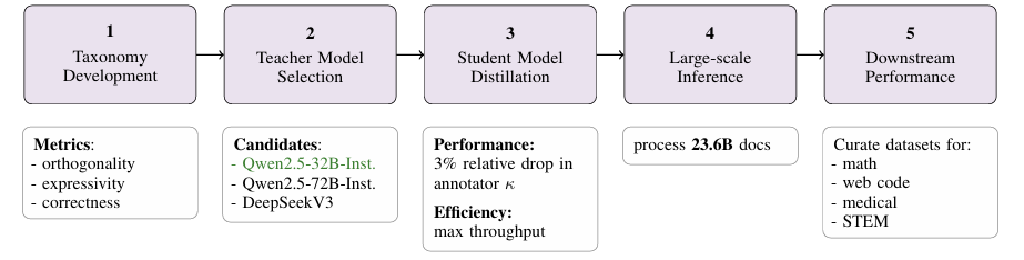 1
Taxonomy
Development
2
Teacher Model
Selection
3
Student Model
Distillation
4
Large-scale
Inference
5
Downstream
Performance
Metrics:
- orthogonality
- expressivity
- correctness
Candidates:
- Qwen2.5-32B-Inst.
- Qwen2.5-72B-Inst.
- DeepSeekV3
Performance:
3% relative drop in
annotator κ
Efficiency:
max throughput
process 23.6B docs
Curate datasets for:
- math
- web code
- medical
- STEM